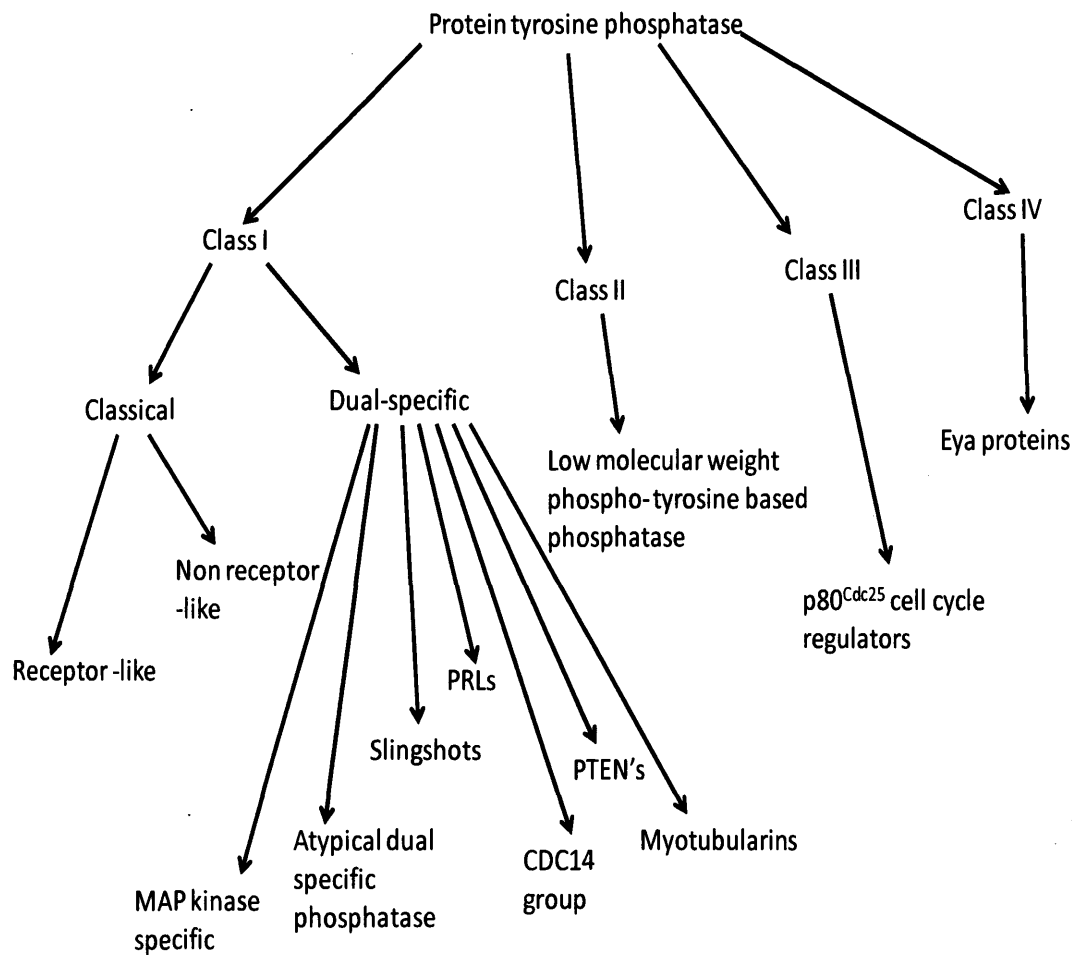 Protein tyrosine phosphatase
Class IV
Class I
Class III
Class II
Dual-specific
Classical
Eya proteins
Low molecular weight
phospho-tyrosine based
phosphatase
Non receptor
-like
p80Cdc25 cell cycle
regulators
Receptor -like
PRLs
Slingshots
PTEN's
Myotubularins
Atypical dual
specific
phosphatase
CDC14
group
MAP kinase
specific